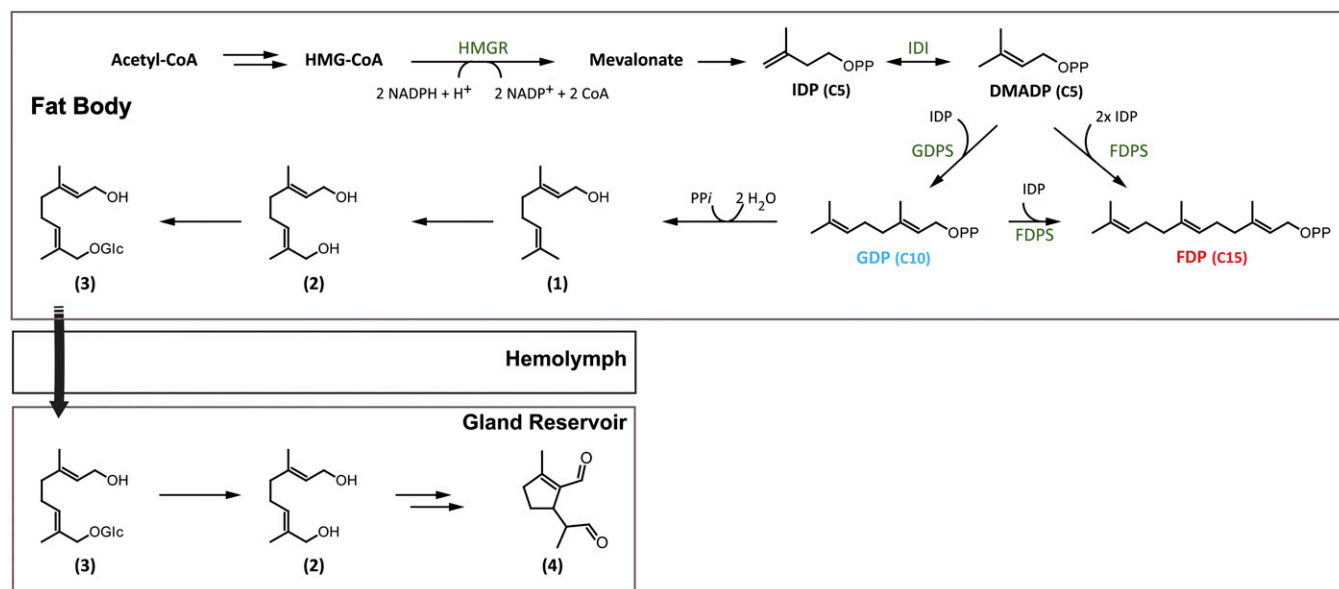 Acetyl-CoA
HMG-CoA
HMGR
2 NADPH + H⁺
2 NADP⁺ + 2 CoA
Mevalonate
OPP
IDP (C5)
IDI
OPP
DMADP (C5)
Fat Body
IDP
GDPS
2x IDP
FDPS
OH
OGlc
(3)
OH
OH
(2)
OH
(1)
PPi
2 H₂O
OPP
GDP (C10)
IDP
FDPS
OPP
FDP (C15)
Hemolymph
Gland Reservoir
OH
OGlc
(3)
OH
OH
(2)
O
O
(4)